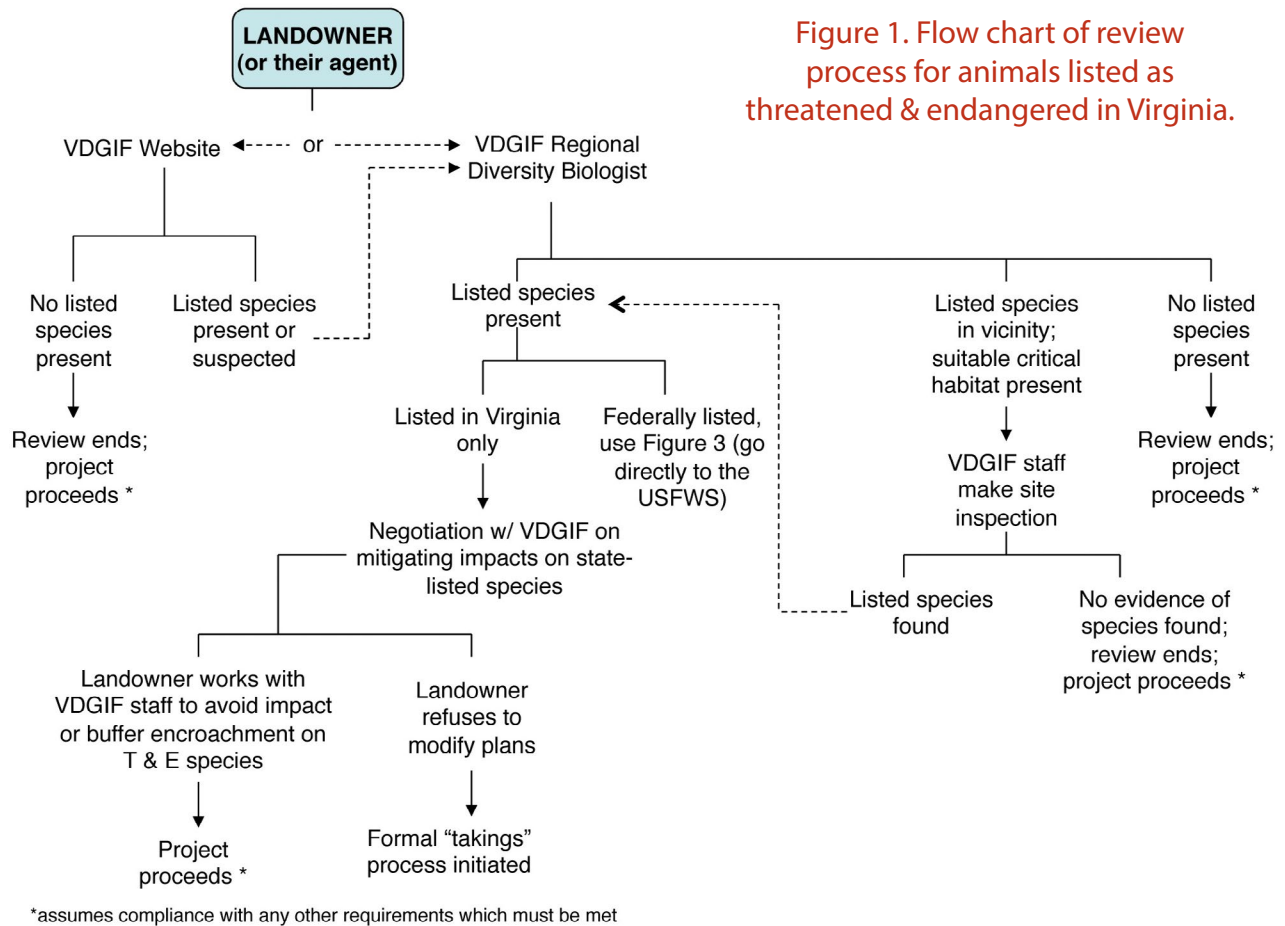 LANDOWNER
(or their agent)
Figure 1. Flow chart of review
process for animals listed as
threatened & endangered in Virginia.
VDGIF Website
or
VDGIF Regional
Diversity Biologist
No listed
species
present
Listed species
present or
suspected
Listed species
present
Listed species
in vicinity;
suitable critical
habitat present
No listed
species
present
Review ends;
project
proceeds *
Listed in Virginia
only
Federally listed,
use Figure 3 (go
directly to the
USFWS)
VDGIF staff
make site
inspection
Review ends;
project
proceeds *
Negotiation w/ VDGIF on
mitigating impacts on state-
listed species
Listed species
found
No evidence of
species found;
review ends;
project proceeds *
Landowner works with
VDGIF staff to avoid impact
or buffer encroachment on
T & E species
Landowner
refuses to
modify plans
Project
proceeds *
Formal “takings”
process initiated
*assumes compliance with any other requirements which must be met